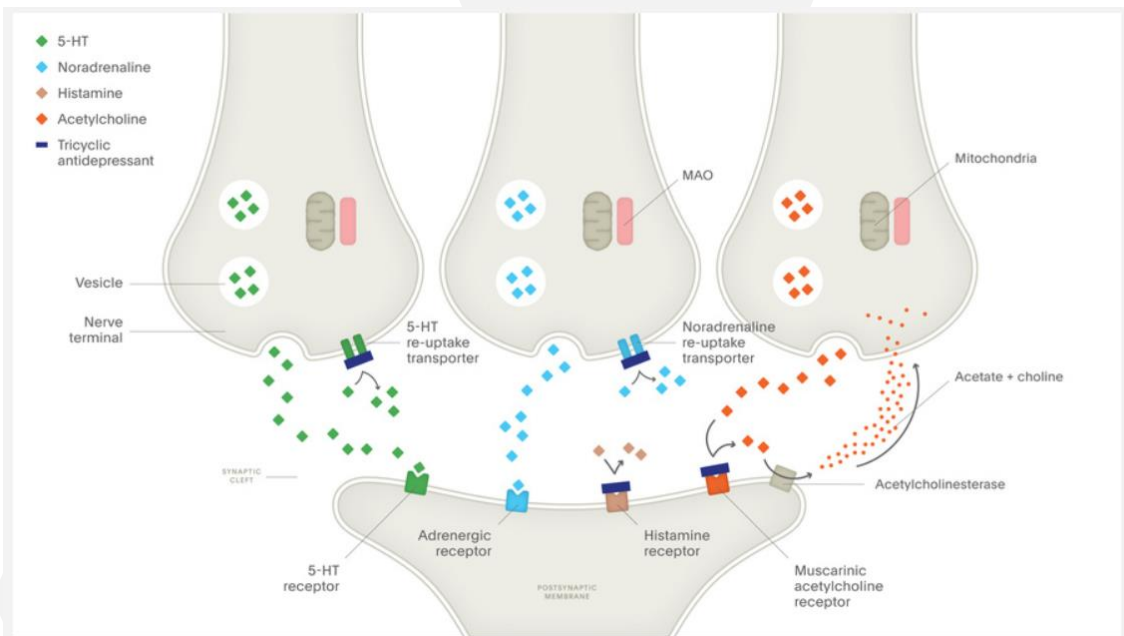 5-HT
Noradrenaline
Histamine
Acetylcholine
Tricyclic
antidepressant
MAO
Mitochondria
Vesicle
Nerve
terminal
5-HT
re-uptake
transporter
Noradrenaline
re-uptake
transporter
Acetate + choline
SYNAPTIC
CLEFT
Acetylcholinesterase
Adrenergic
receptor
Histamine
receptor
5-HT
receptor
Muscarinic
acetylcholine
receptor
POSTSYNAPTIC
MEMBRANE